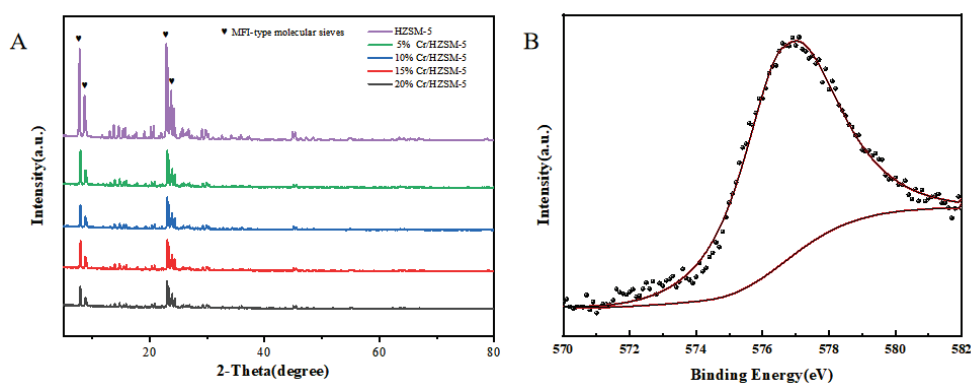 A
♥ MFI-type molecular sieves
HZSM-5
5% Cr/HZSM-5
10% Cr/HZSM-5
15% Cr/HZSM-5
20% Cr/HZSM-5
Intensity(a.u.)
20
40
60
80
2-Theta(degree)
B
Intensity(a.u.)
570
572
574
576
578
580
582
Binding Energy(eV)